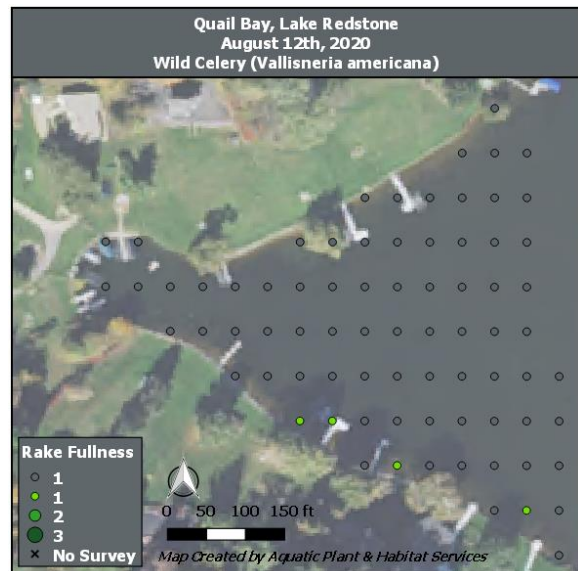 Quail Bay, Lake Redstone
August 12th, 2020
Wild Celery (Vallisneria americana)
Rake Fullness
1
1
2
3
No Survey
0 50 100 150 ft
Map Created by Aquatic Plant & Habitat Services